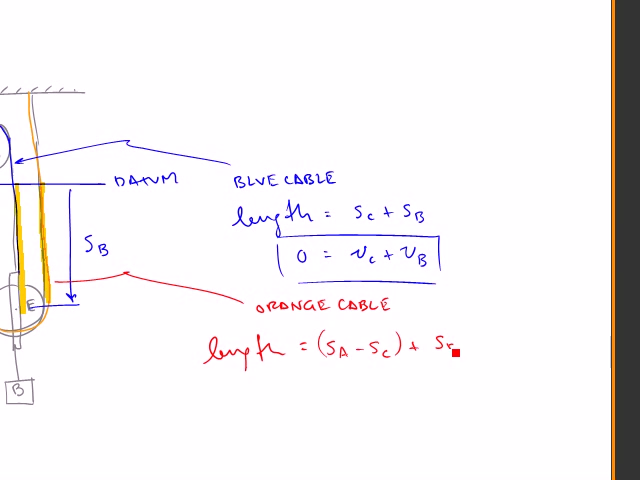 DATUM
BLUE CABLE
length = S_C + S_B
S_B
0 = v_C + v_B
E
ORANGE CABLE
length = (S_A - S_C) + S
B